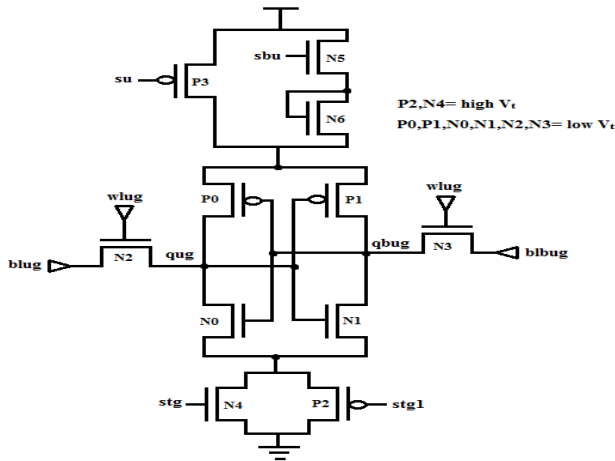 sbu
N5
su
P3
N6
P2,N4= high Vt
P0,P1,N0,N1,N2,N3= low Vt
P0
P1
wlug
wlug
blug
N2
qug
qbug
N3
blbug
N0
N1
stg
N4
P2
stg1